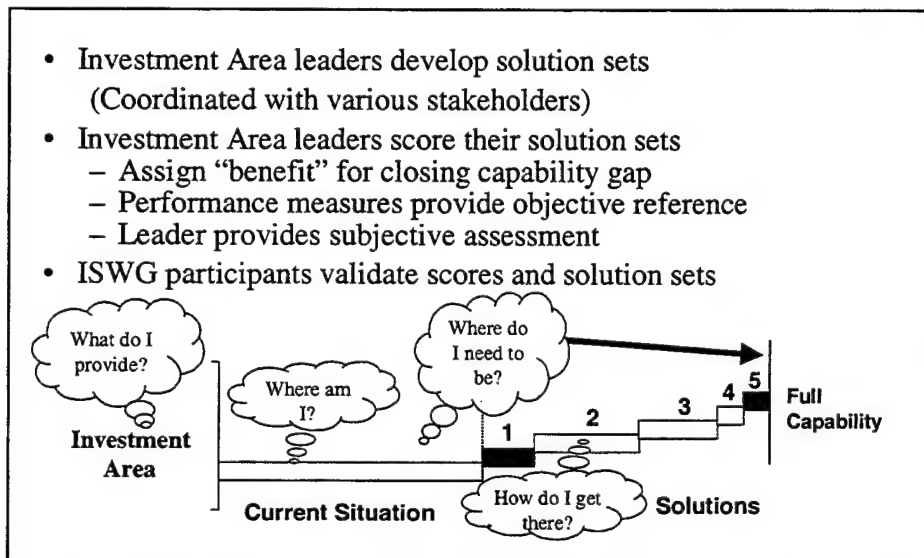 • Investment Area leaders develop solution sets
(Coordinated with various stakeholders)
• Investment Area leaders score their solution sets
– Assign “benefit” for closing capability gap
– Performance measures provide objective reference
– Leader provides subjective assessment
• ISWG participants validate scores and solution sets
What do I
provide?
Where am
I?
Where do
I need to
be?
1
2
3
4
5
Full
Capability
Investment
Area
Current Situation
How do I get
there?
Solutions